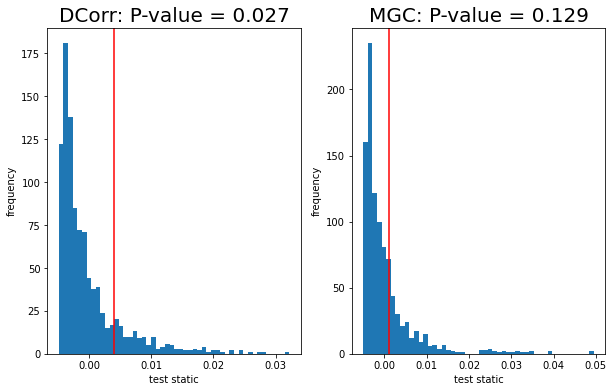 DCorr: P-value = 0.027
frequency
175
150
125
100
75
50
25
0
0.00 0.01 0.02 0.03
test static
MGC: P-value = 0.129
frequency
200
150
100
50
0
0.00 0.01 0.02 0.03 0.04 0.05
test static